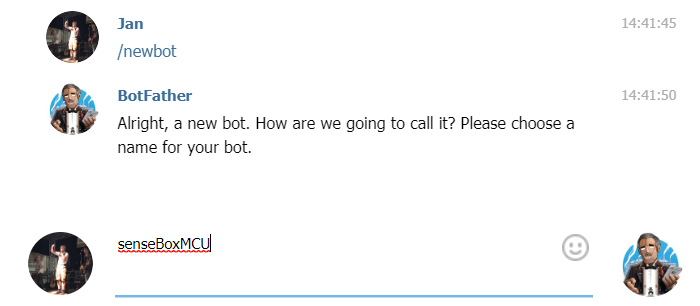 Jan 14:41:45
/newbot
BotFather 14:41:50
Alright, a new bot. How are we going to call it? Please choose a
name for your bot.
senseBoxMCU